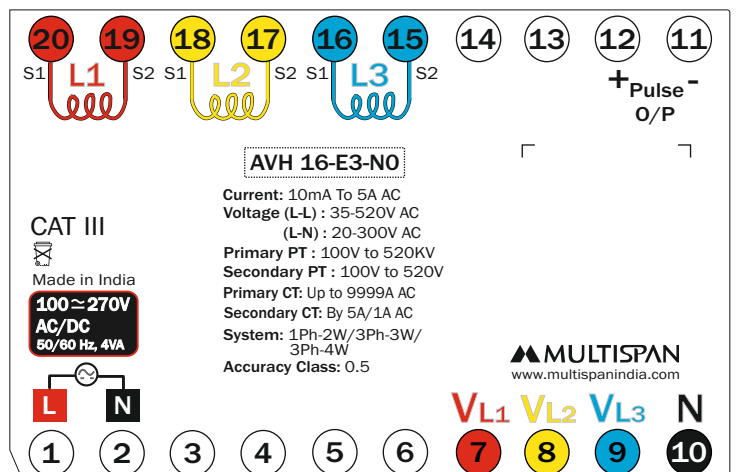 20 19 18 17 16 15 14 13 12 11
S1 L1 S2 S1 L2 S2 S1 L3 S2
+ Pulse -
O/P
AVH 16-E3-N0
Current: 10mA To 5A AC
Voltage (L-L) : 35-520V AC
(L-N) : 20-300V AC
Primary PT : 100V to 520KV
Secondary PT : 100V to 520V
Primary CT: Up to 9999A AC
Secondary CT: By 5A/1A AC
System: 1Ph-2W/3Ph-3W/
3Ph-4W
Accuracy Class: 0.5
CAT III
Made in India
100≃270V
AC/DC
50/60 Hz, 4VA
L N
MULTISPAN
www.multispanindia.com
VL1 VL2 VL3 N
1 2 3 4 5 6 7 8 9 10